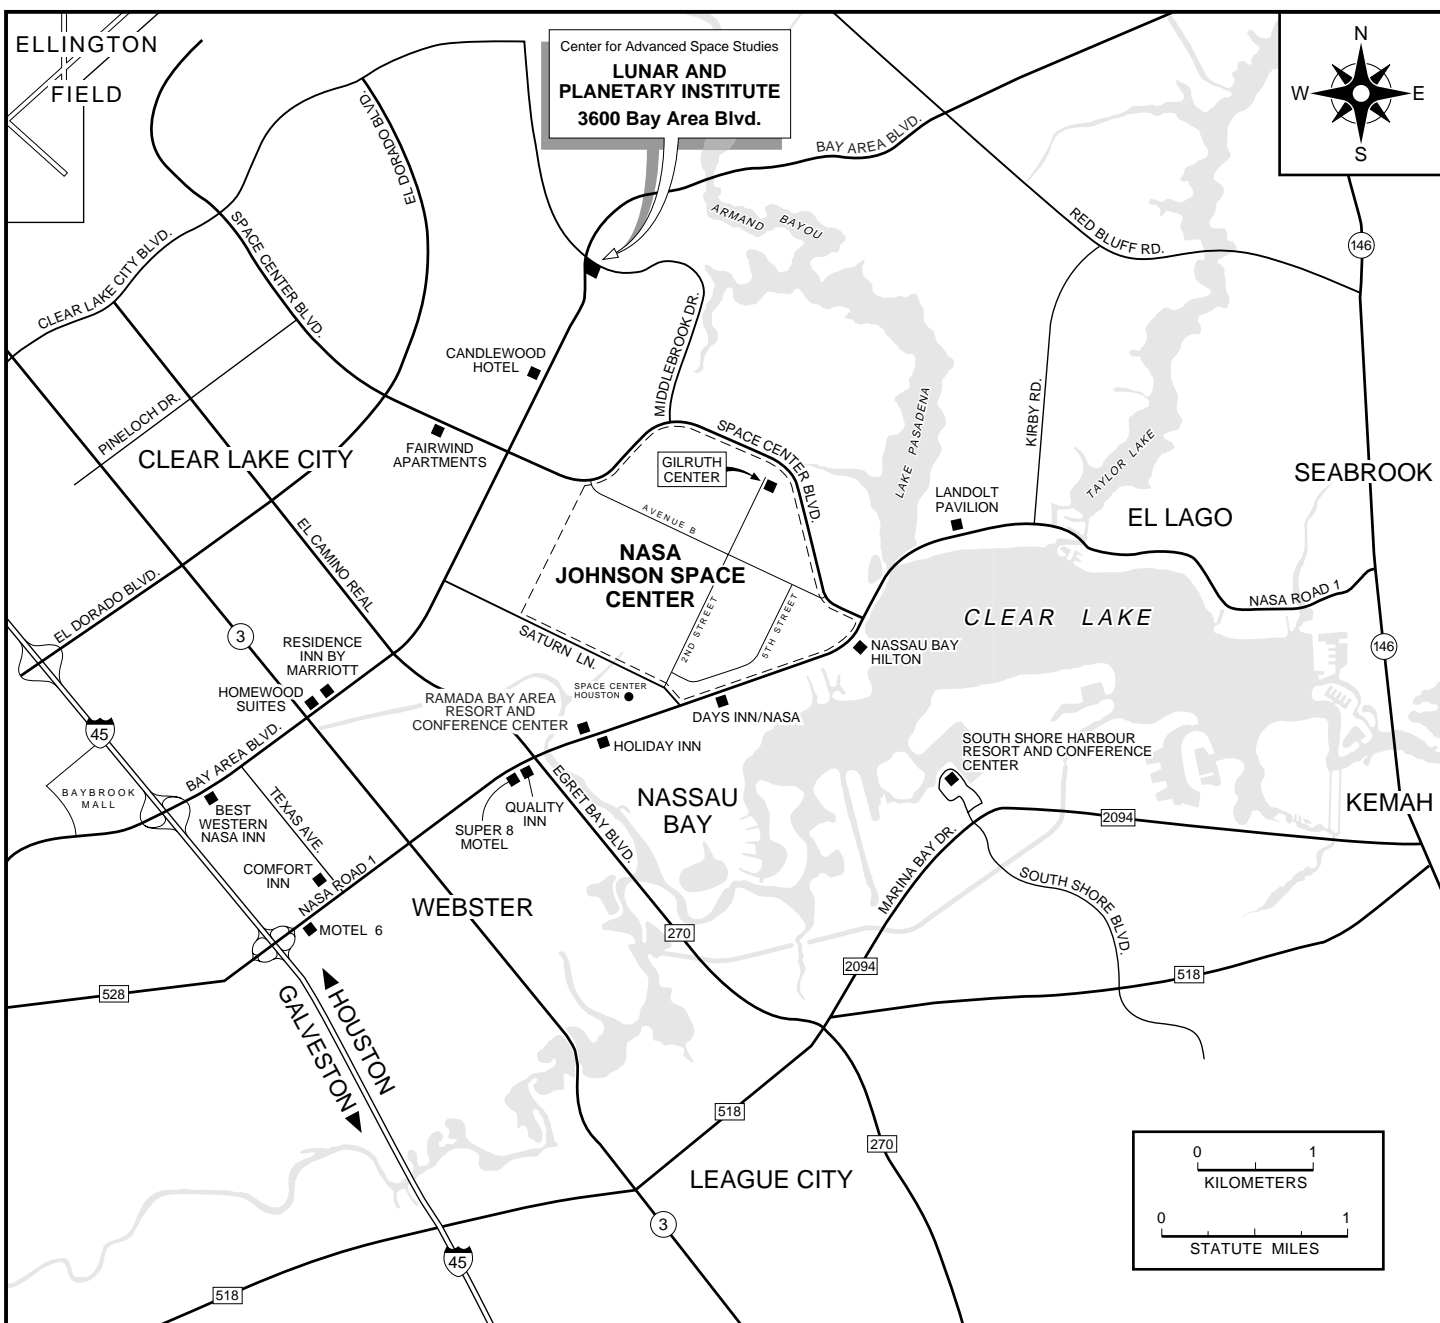 ELLINGTON
FIELD
Center for Advanced Space Studies
LUNAR AND
PLANETARY INSTITUTE
3600 Bay Area Blvd.
N
W
E
S
EL DORADO BLVD.
BAY AREA BLVD.
ARMAND BAYOU
RED BLUFF RD.
146
SPACE CENTER BLVD.
CLEAR LAKE CITY BLVD.
MIDDLEBROOK DR.
CANDLEWOOD
HOTEL
PINELOCH DR.
KIRBY RD.
LAKE PASADENA
TAYLOR LAKE
CLEAR LAKE CITY
FAIRWIND
APARTMENTS
SPACE CENTER BLVD.
GILRUTH
CENTER
SEABROOK
LANDOLT
PAVILION
EL LAGO
AVENUE B
NASA
JOHNSON SPACE
CENTER
EL CAMINO REAL
EL DORADO BLVD.
2ND STREET
5TH STREET
NASA ROAD 1
CLEAR LAKE
3
SATURN LN.
NASSAU BAY
HILTON
146
RESIDENCE
INN BY
MARRIOTT
HOMEWOOD
SUITES
SPACE CENTER
HOUSTON
RAMADA BAY AREA
RESORT AND
CONFERENCE CENTER
DAYS INN/NASA
HOLIDAY INN
45
BAY AREA BLVD.
SOUTH SHORE HARBOUR
RESORT AND CONFERENCE
CENTER
BAYBROOK
MALL
BEST
WESTERN
NASA INN
TEXAS AVE.
QUALITY
INN
SUPER 8
MOTEL
EGRET BAY BLVD.
NASSAU
BAY
KEMAH
2094
MARINA BAY DR.
COMFORT
INN
NASA ROAD 1
SOUTH SHORE BLVD.
WEBSTER
MOTEL 6
270
2094
518
528
HOUSTON
GALVESTON
518
270
LEAGUE CITY
0 1
KILOMETERS
0 1
STATUTE MILES
3
45
518